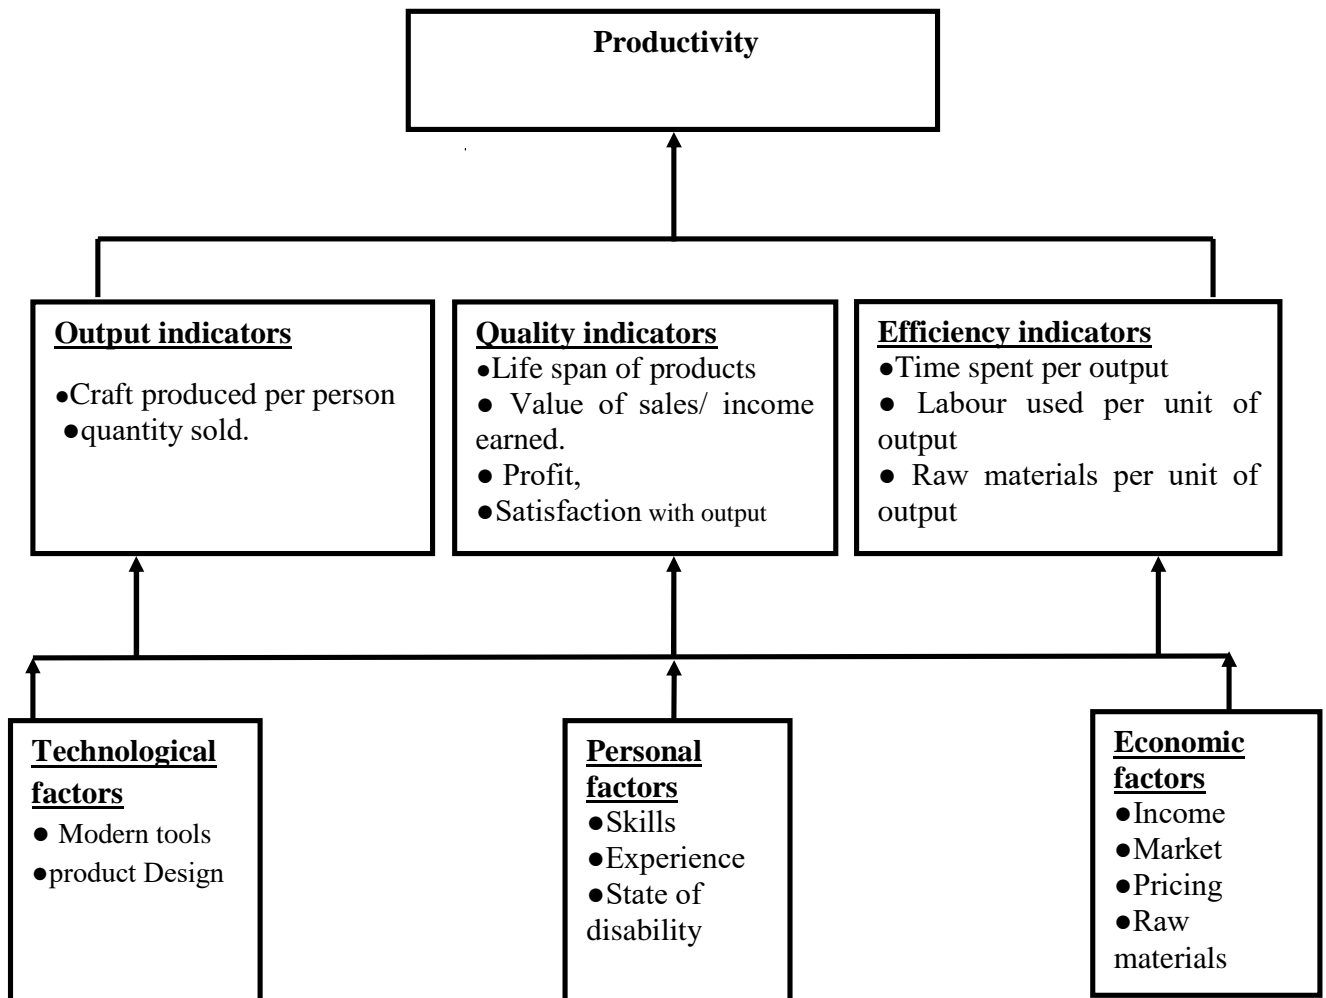 Productivity
Output indicators
●Craft produced per person
●quantity sold.
Quality indicators
●Life span of products
● Value of sales/ income
earned.
● Profit,
●Satisfaction with output
Efficiency indicators
●Time spent per output
● Labour used per unit of
output
● Raw materials per unit of
output
Technological
factors
● Modern tools
●product Design
Personal
factors
●Skills
●Experience
●State of
disability
Economic
factors
●Income
●Market
●Pricing
●Raw
materials